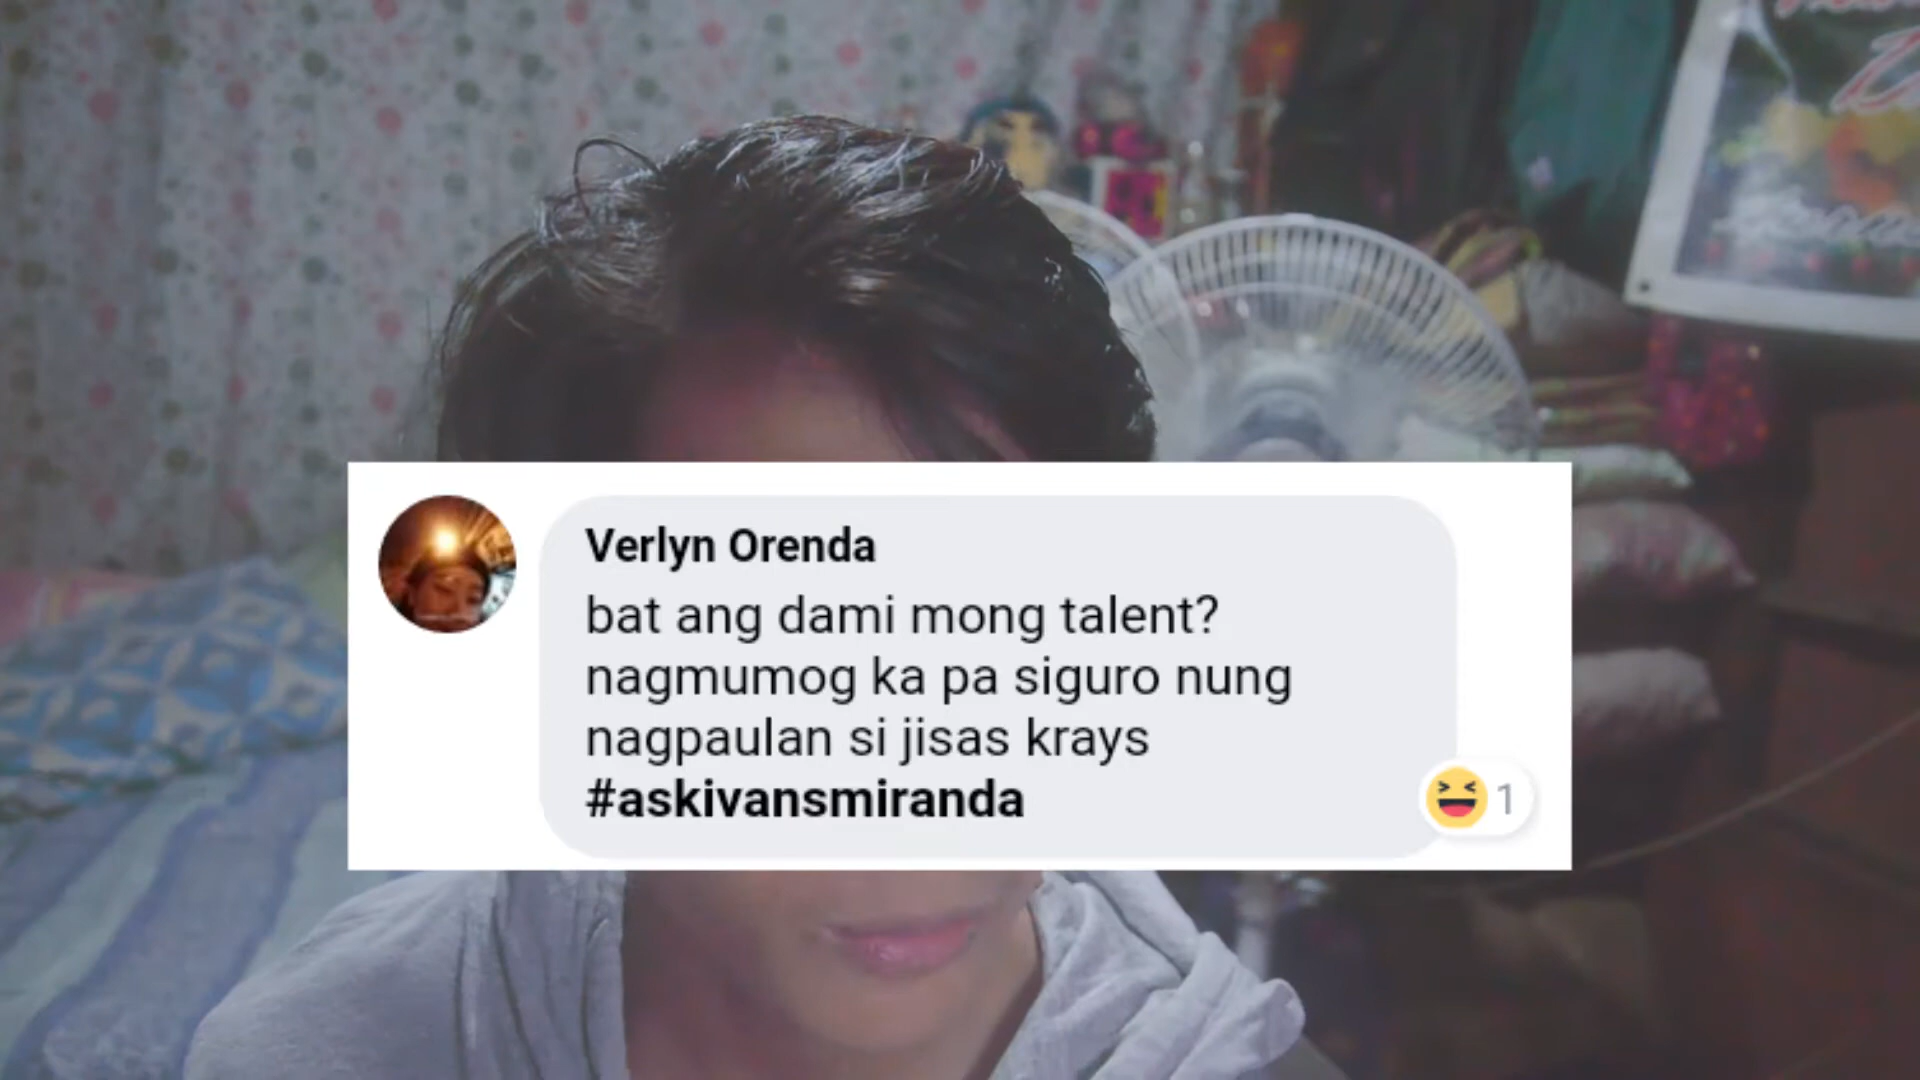 Verlyn Orenda
bat ang dami mong talent?
nagmumog ka pa siguro nung
nagpaulan si jisas krays
#askivansmiranda
1